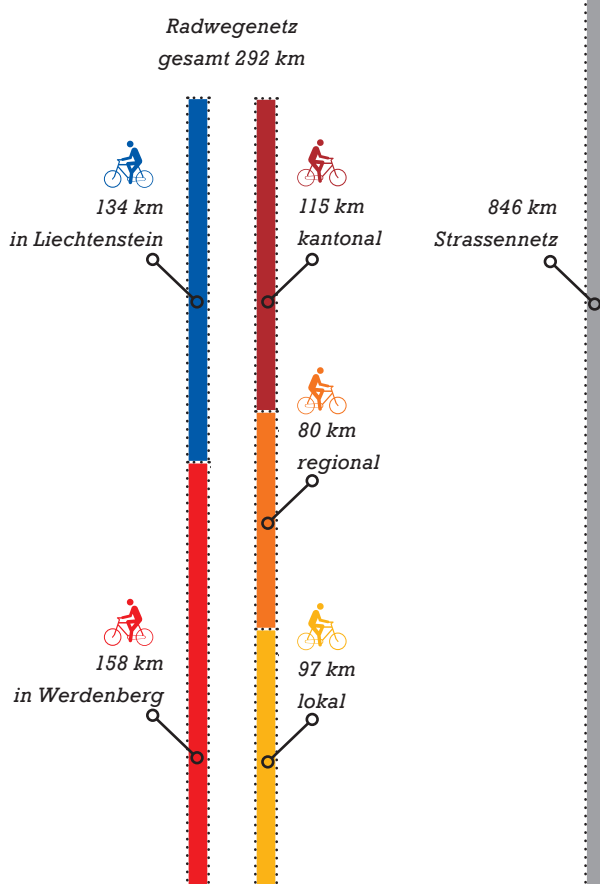 Radwegenetz
gesamt 292 km
134 km
in Liechtenstein
115 km
kantonal
846 km
Strassennetz
80 km
regional
158 km
in Werdenberg
97 km
lokal